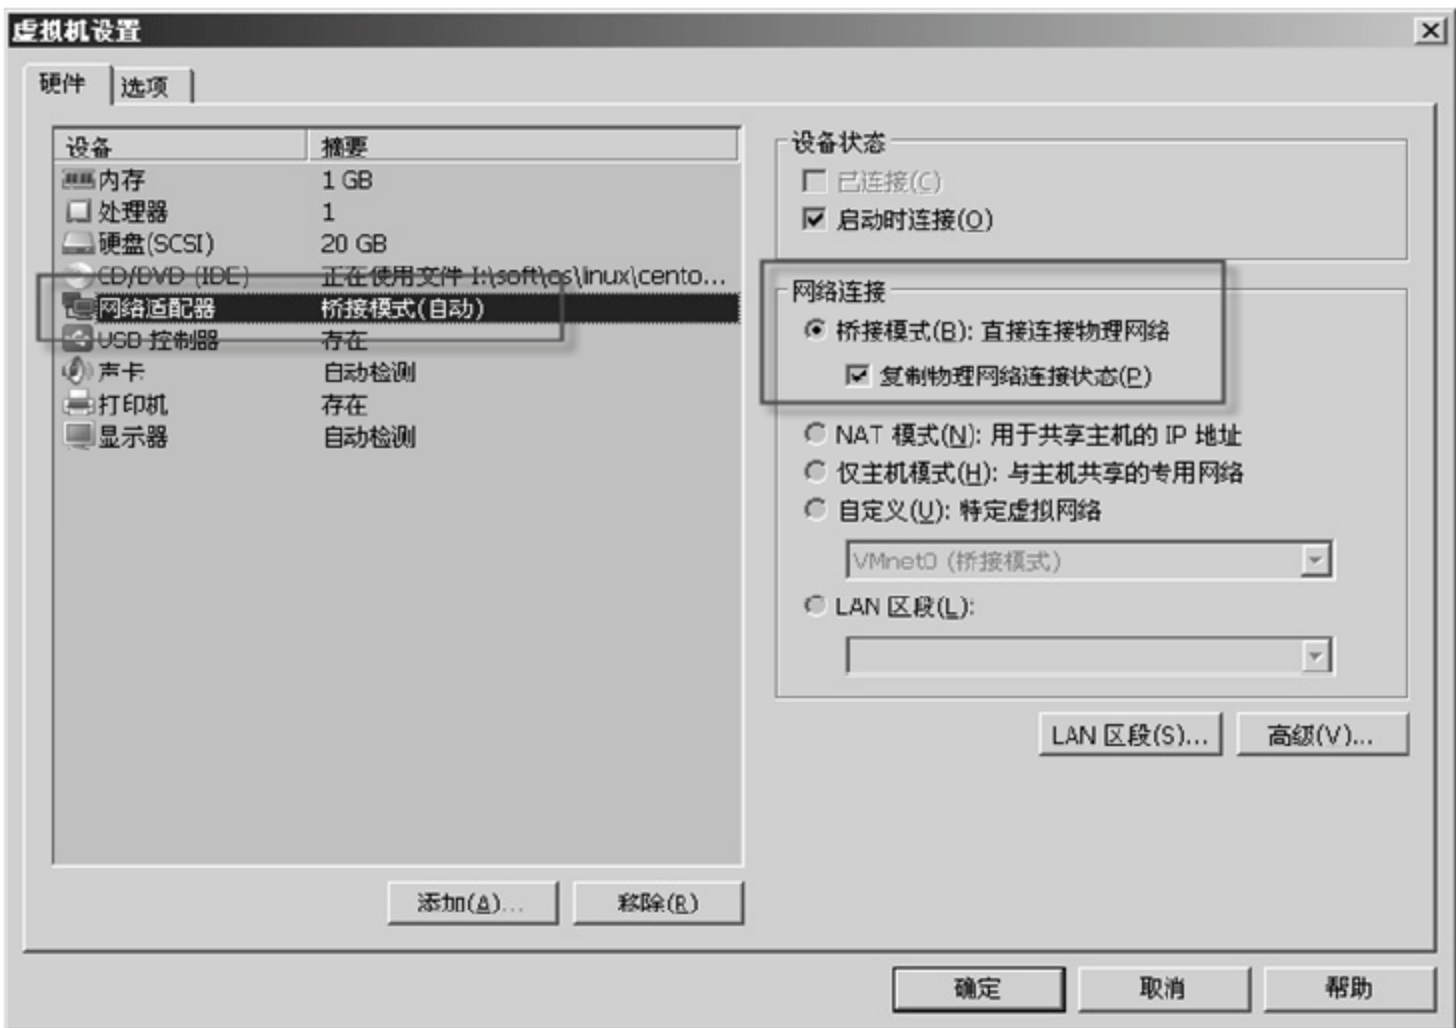 虚拟机设置
硬件 选项
设备 摘要
内存 1 GB
处理器 1
硬盘(SCSI) 20 GB
CD/DVD (IDE) 正在使用文件 I:\soft\os\linux\cento...
网络适配器 桥接模式(自动)
USB 控制器 存在
声卡 自动检测
打印机 存在
显示器 自动检测
添加(A)... 移除(R)
设备状态
已连接(C)
启动时连接(O)
网络连接
桥接模式(B): 直接连接物理网络
复制物理网络连接状态(P)
NAT 模式(N): 用于共享主机的 IP 地址
仅主机模式(H): 与主机共享的专用网络
自定义(U): 特定虚拟网络
VMnet0 (桥接模式)
LAN 区段(L):
LAN 区段(S)... 高级(V)...
确定 取消 帮助